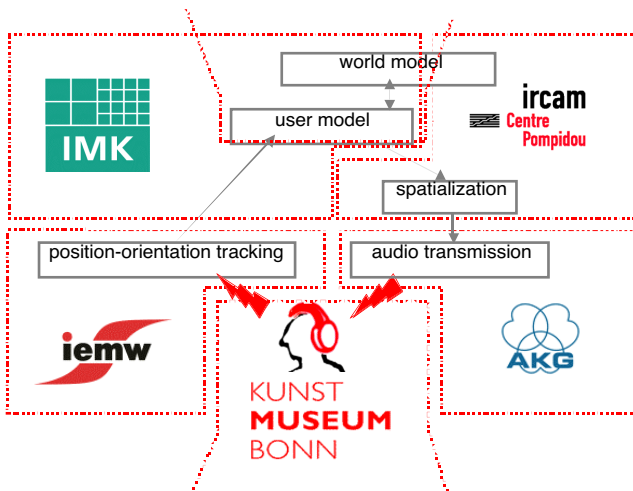 world model
user model
IMK
ircam
Centre
Pompidou
spatialization
position-orientation tracking
audio transmission
iemw
AKG
KUNST
MUSEUM
BONN